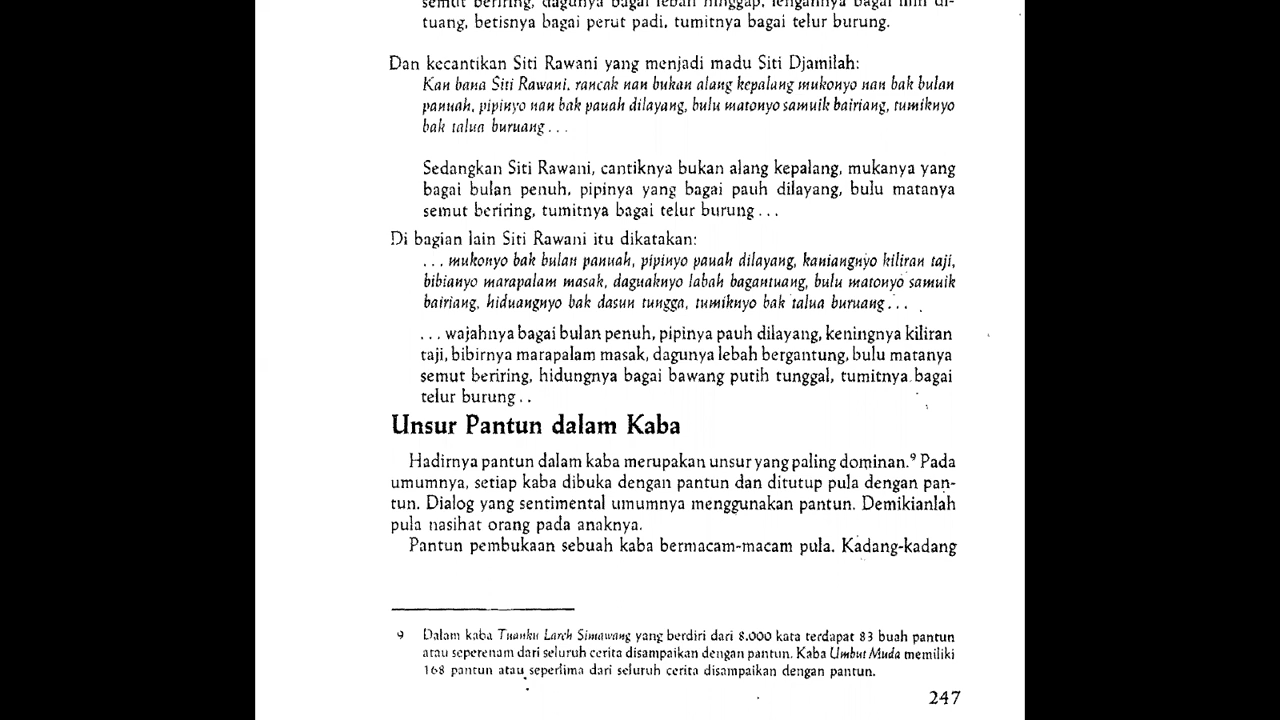 semut beriring, dagunya bagai lebah hinggap, lengannya bagai lilin di-
tuang, betisnya bagai perut padi, tumitnya bagai telur burung.
Dan kecantikan Siti Rawani yang menjadi madu Siti Djamilah:
Kan bana Siti Rawani, rancak nan bukan alang kepalang mukonyo nan bak bulan
panuah, pipinyo nan bak pauah dilayang, bulu matonyo samuik bairiang, tumiknyo
bak talua buruang...
Sedangkan Siti Rawani, cantiknya bukan alang kepalang, mukanya yang
bagai bulan penuh, pipinya yang bagai pauh dilayang, bulu matanya
semut beriring, tumitnya bagai telur burung...
Di bagian lain Siti Rawani itu dikatakan:
... mukonyo bak bulan panuah, pipinyo pauah dilayang, kaniangnyo kiliran taji,
bibianyo marapalam masak, daguaknyo labah bagantuang, bulu matonyo samuik
bairiang, hiduangnyo bak dasun tungga, tumiknyo bak talua buruang...
... wajahnya bagai bulan penuh, pipinya pauh dilayang, keningnya kiliran
taji, bibirnya marapalam masak, dagunya lebah bergantung, bulu matanya
semut beriring, hidungnya bagai bawang putih tunggal, tumitnya bagai
telur burung..
Unsur Pantun dalam Kaba
Hadirnya pantun dalam kaba merupakan unsur yang paling dominan.⁹ Pada
umumnya, setiap kaba dibuka dengan pantun dan ditutup pula dengan pan-
tun. Dialog yang sentimental umumnya menggunakan pantun. Demikianlah
pula nasihat orang pada anaknya.
Pantun pembukaan sebuah kaba bermacam-macam pula. Kadang-kadang
9 Dalam kaba Tuanku Lareh Simawang yang berdiri dari 8.000 kata terdapat 83 buah pantun
atau seperenam dari seluruh cerita disampaikan dengan pantun. Kaba Umbut Muda memiliki
168 pantun atau seperlima dari seluruh cerita disampaikan dengan pantun.
247